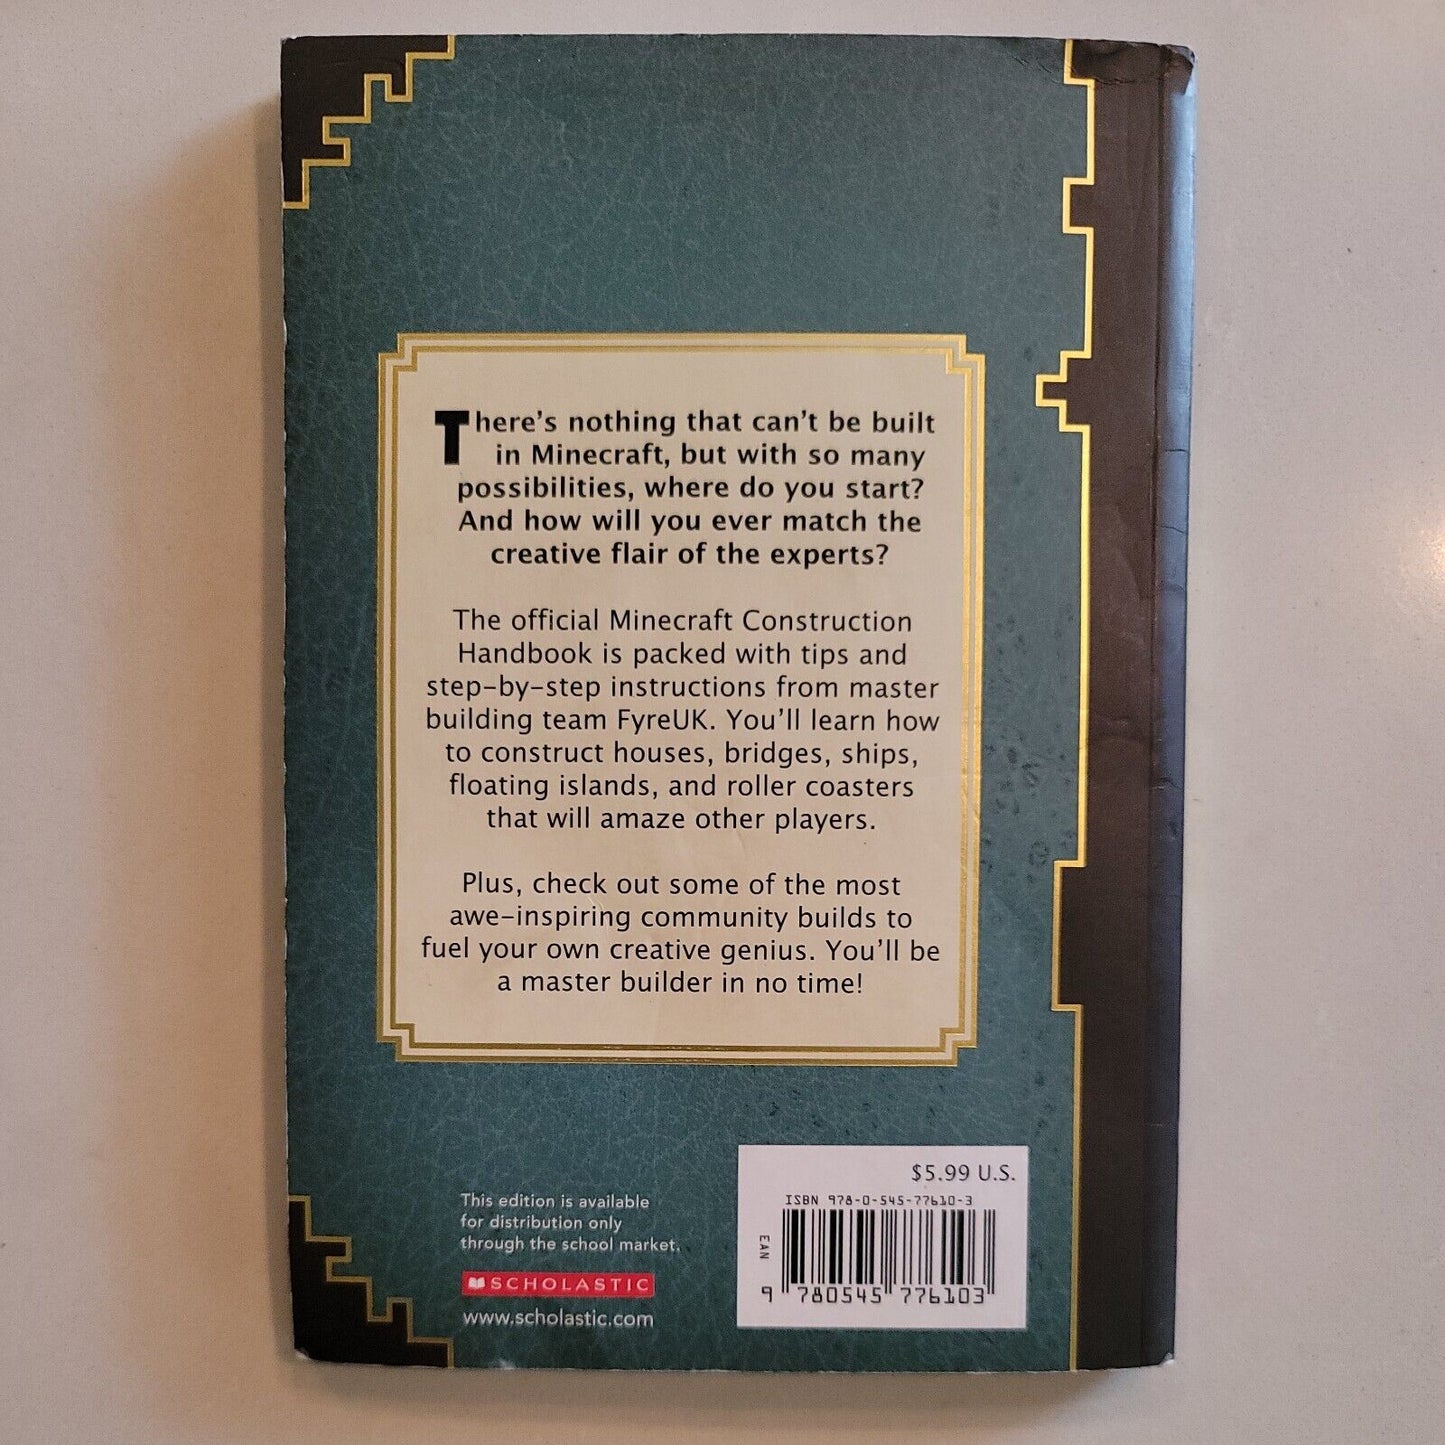 There's nothing that can't be built
in Minecraft, but with so many
possibilities, where do you start?
And how will you ever match the
creative flair of the experts?
The official Minecraft Construction
Handbook is packed with tips and
step-by-step instructions from master
building team FyreUK. You'll learn how
to construct houses, bridges, ships,
floating islands, and roller coasters
that will amaze other players.
Plus, check out some of the most
awe-inspiring community builds to
fuel your own creative genius. You'll be
a master builder in no time!
This edition is available
for distribution only
through the school market.
SCHOLASTIC
www.scholastic.com
$5.99 U.S.
ISBN 978-0-545-77610-3
EAN
9 780545 776103